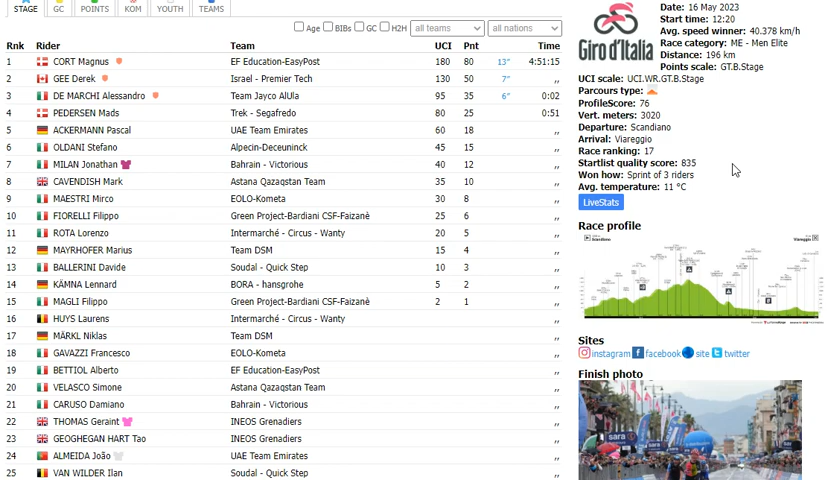 STAGE GC POINTS KOM YOUTH TEAMS
Age BIBs GC H2H all teams all nations
Rnk Rider Team UCI Pnt Time
1 CORT Magnus EF Education-EasyPost 180 80 13″ 4:51:15
2 GEE Derek Israel - Premier Tech 130 50 7″ ,,
3 DE MARCHI Alessandro Team Jayco AlUla 95 35 6″ 0:02
4 PEDERSEN Mads Trek - Segafredo 80 25 0:51
5 ACKERMANN Pascal UAE Team Emirates 60 18 ,,
6 OLDANI Stefano Alpecin-Deceuninck 45 15 ,,
7 MILAN Jonathan Bahrain - Victorious 40 12 ,,
8 CAVENDISH Mark Astana Qazaqstan Team 35 10 ,,
9 MAESTRI Mirco EOLO-Kometa 30 8 ,,
10 FIORELLI Filippo Green Project-Bardiani CSF-Faizanè 25 6 ,,
11 ROTA Lorenzo Intermarché - Circus - Wanty 20 5 ,,
12 MAYRHOFER Marius Team DSM 15 4 ,,
13 BALLERINI Davide Soudal - Quick Step 10 3 ,,
14 KÄMNA Lennard BORA - hansgrohe 5 2 ,,
15 MAGLI Filippo Green Project-Bardiani CSF-Faizanè 2 1 ,,
16 HUYS Laurens Intermarché - Circus - Wanty ,,
17 MÄRKL Niklas Team DSM ,,
18 GAVAZZI Francesco EOLO-Kometa ,,
19 BETTIOL Alberto EF Education-EasyPost ,,
20 VELASCO Simone Astana Qazaqstan Team ,,
21 CARUSO Damiano Bahrain - Victorious ,,
22 THOMAS Geraint INEOS Grenadiers ,,
23 GEOGHEGAN HART Tao INEOS Grenadiers ,,
24 ALMEIDA João UAE Team Emirates ,,
25 VAN WILDER Ilan Soudal - Quick Step ,,
Giro d'Italia
Date: 16 May 2023
Start time: 12:20
Avg. speed winner: 40.378 km/h
Race category: ME - Men Elite
Distance: 196 km
Points scale: GT.B.Stage
UCI scale: UCI.WR.GT.B.Stage
Parcours type:
ProfileScore: 76
Vert. meters: 3020
Departure: Scandiano
Arrival: Viareggio
Race ranking: 17
Startlist quality score: 835
Won how: Sprint of 3 riders
Avg. temperature: 11 °C
LiveStats
Race profile
Scandiano Viareggio
Sites
instagram facebook site twitter
Finish photo
sara